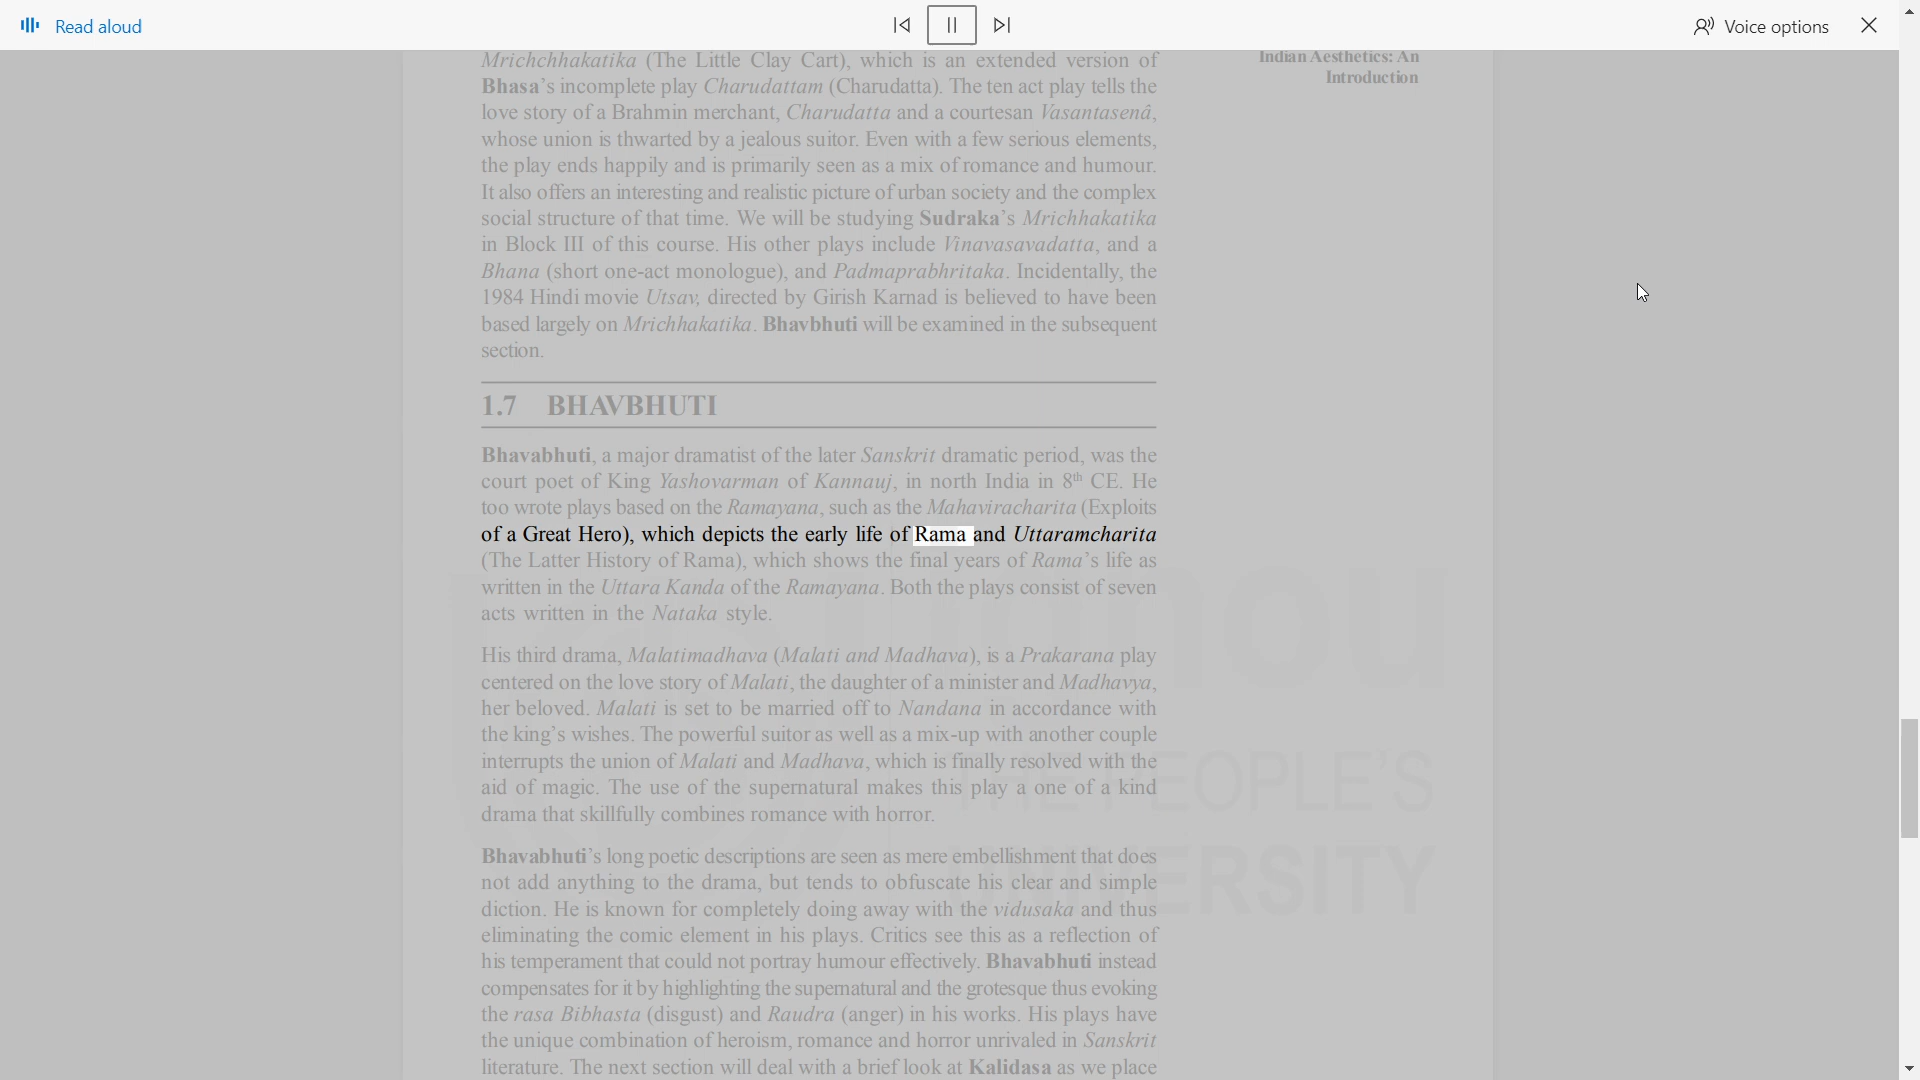 Read aloud
Voice options
Mrichchhakatika (The Little Clay Cart), which is an extended version of
Bhasa's incomplete play Charudattam (Charudatta). The ten act play tells the
love story of a Brahmin merchant, Charudatta and a courtesan Vasantasenâ,
whose union is thwarted by a jealous suitor. Even with a few serious elements,
the play ends happily and is primarily seen as a mix of romance and humour.
It also offers an interesting and realistic picture of urban society and the complex
social structure of that time. We will be studying Sudraka's Mrichhakatika
in Block III of this course. His other plays include Vinavasavadatta, and a
Bhana (short one-act monologue), and Padmaprabhritaka. Incidentally, the
1984 Hindi movie Utsav, directed by Girish Karnad is believed to have been
based largely on Mrichhakatika. Bhavbhuti will be examined in the subsequent
section.
Indian Aesthetics: An
Introduction
1.7 BHAVBHUTI
Bhavabhuti, a major dramatist of the later Sanskrit dramatic period, was the
court poet of King Yashovarman of Kannauj, in north India in 8th CE. He
too wrote plays based on the Ramayana, such as the Mahaviracharita (Exploits
of a Great Hero), which depicts the early life of Rama and Uttaramcharita
(The Latter History of Rama), which shows the final years of Rama's life as
written in the Uttara Kanda of the Ramayana. Both the plays consist of seven
acts written in the Nataka style.
His third drama, Malatimadhava (Malati and Madhava), is a Prakarana play
centered on the love story of Malati, the daughter of a minister and Madhavya,
her beloved. Malati is set to be married off to Nandana in accordance with
the king's wishes. The powerful suitor as well as a mix-up with another couple
interrupts the union of Malati and Madhava, which is finally resolved with the
aid of magic. The use of the supernatural makes this play a one of a kind
drama that skillfully combines romance with horror.
Bhavabhuti's long poetic descriptions are seen as mere embellishment that does
not add anything to the drama, but tends to obfuscate his clear and simple
diction. He is known for completely doing away with the vidusaka and thus
eliminating the comic element in his plays. Critics see this as a reflection of
his temperament that could not portray humour effectively. Bhavabhuti instead
compensates for it by highlighting the supernatural and the grotesque thus evoking
the rasa Bibhasta (disgust) and Raudra (anger) in his works. His plays have
the unique combination of heroism, romance and horror unrivaled in Sanskrit
literature. The next section will deal with a brief look at Kalidasa as we place
ignou
THE PEOPLE'S
UNIVERSITY